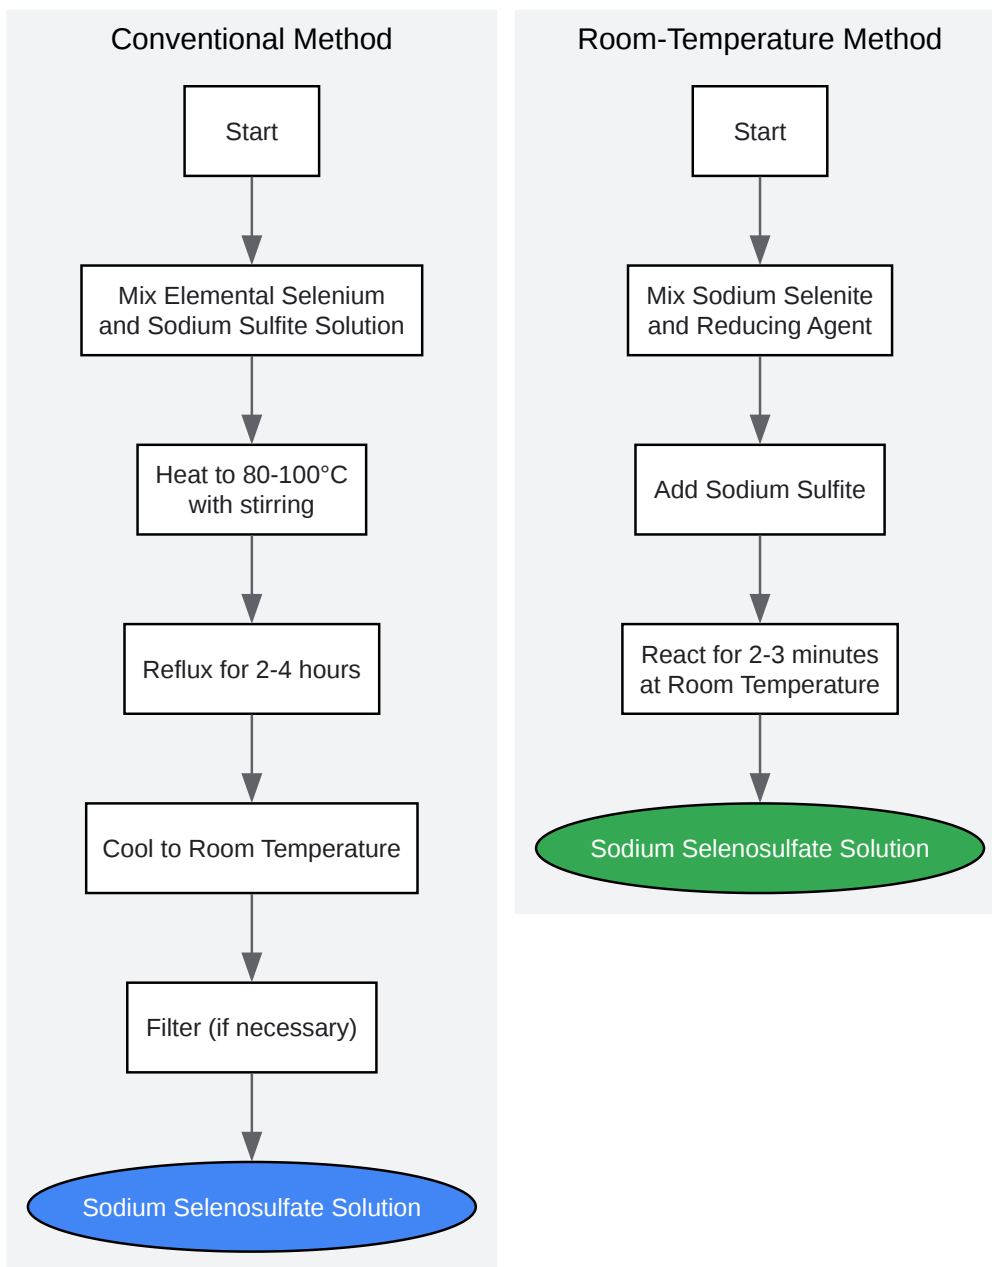 Conventional Method
Start
Mix Elemental Selenium
and Sodium Sulfite Solution
Heat to 80-100°C
with stirring
Reflux for 2-4 hours
Cool to Room Temperature
Filter (if necessary)
Sodium Selenosulfate Solution
Room-Temperature Method
Start
Mix Sodium Selenite
and Reducing Agent
Add Sodium Sulfite
React for 2-3 minutes
at Room Temperature
Sodium Selenosulfate Solution